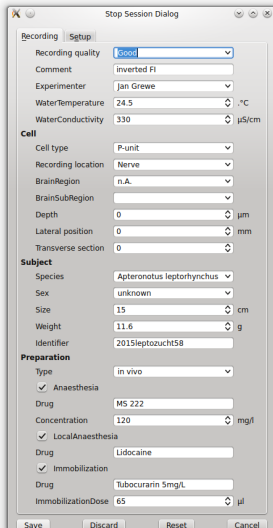 Stop Session Dialog
Recording Setup
Recording quality Good
Comment inverted FI
Experimenter Jan Grewe
WaterTemperature 24.5 .°C
WaterConductivity 330 µS/cm
Cell
Cell type P-unit
Recording location Nerve
BrainRegion n.A.
BrainSubRegion
Depth 0 µm
Lateral position 0 mm
Transverse section 0
Subject
Species Apteronotus leptorhynchus
Sex unknown
Size 15 cm
Weight 11.6 g
Identifier 2015leptozucht58
Preparation
Type in vivo
Anaesthesia
Drug MS 222
Concentration 120 mg/l
LocalAnaesthesia
Drug Lidocaine
Immobilization
Drug Tubocurarin 5mg/L
ImmobilizationDose 65 µl
Save Discard Reset Cancel